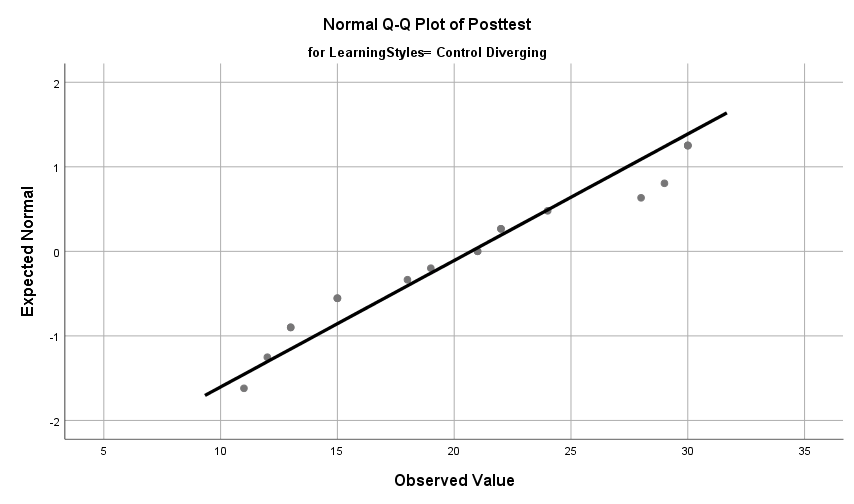 Normal Q-Q Plot of Posttest
for LearningStyles= Control Diverging
2
1
0
-1
-2
Expected Normal
5 10 15 20 25 30 35
Observed Value